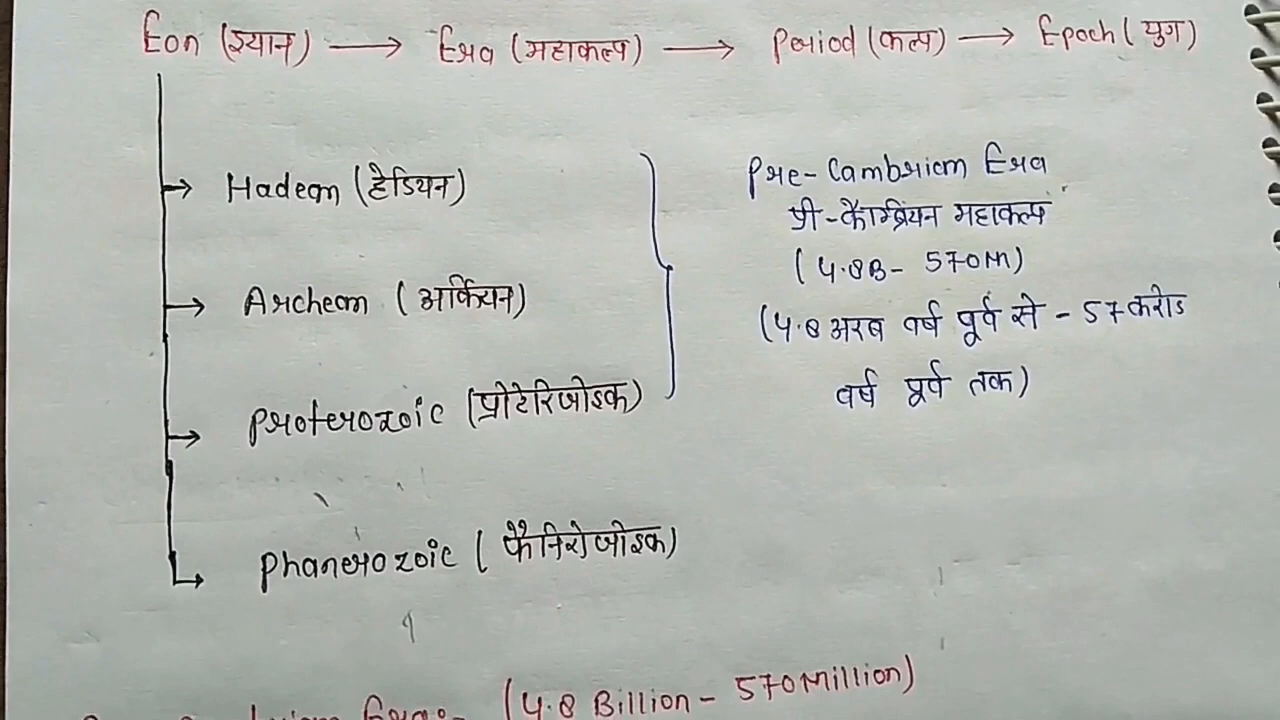 Eon (इयान) → Era (महाकल्प) → Period (कल्प) → Epoch (युग)
Hadean (हेडियन)
Archean (आर्कियन)
Proterozoic (प्रोटेरिजोइक)
Phanerozoic (फैनिरोजोइक)
Pre-Cambrian Era
प्री-कैम्ब्रियन महाकल्प
(4.8B - 570M)
(4.8 अरब वर्ष पूर्व से - 57 करोड
वर्ष पूर्व तक)
Era:- (4.8 Billion - 570 Million)